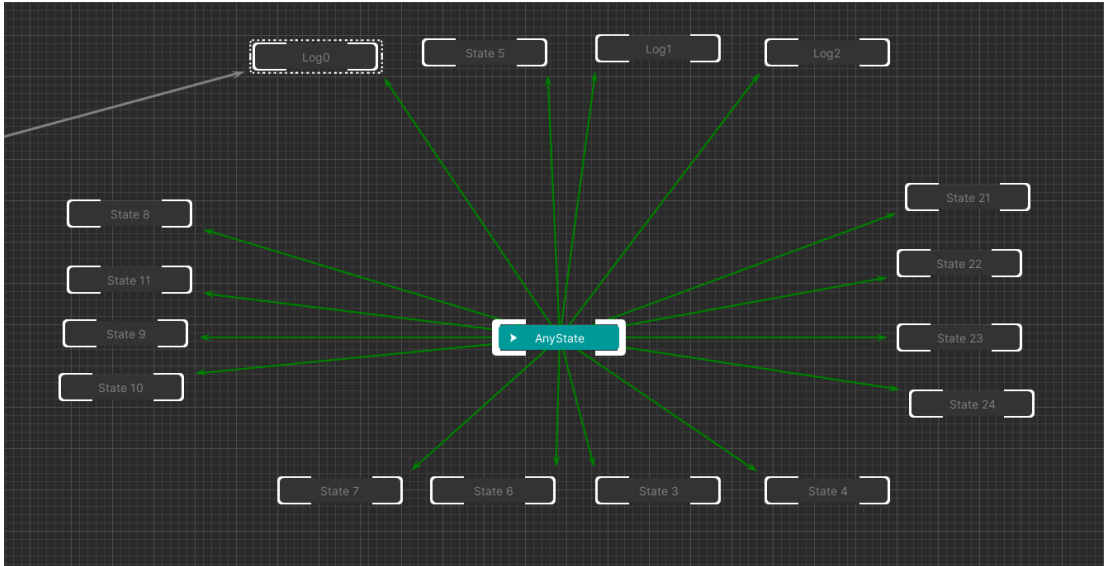 Log0
State 5
Log1
Log2
State 8
State 21
State 11
State 22
State 9
AnyState
State 23
State 10
State 24
State 7
State 6
State 3
State 4